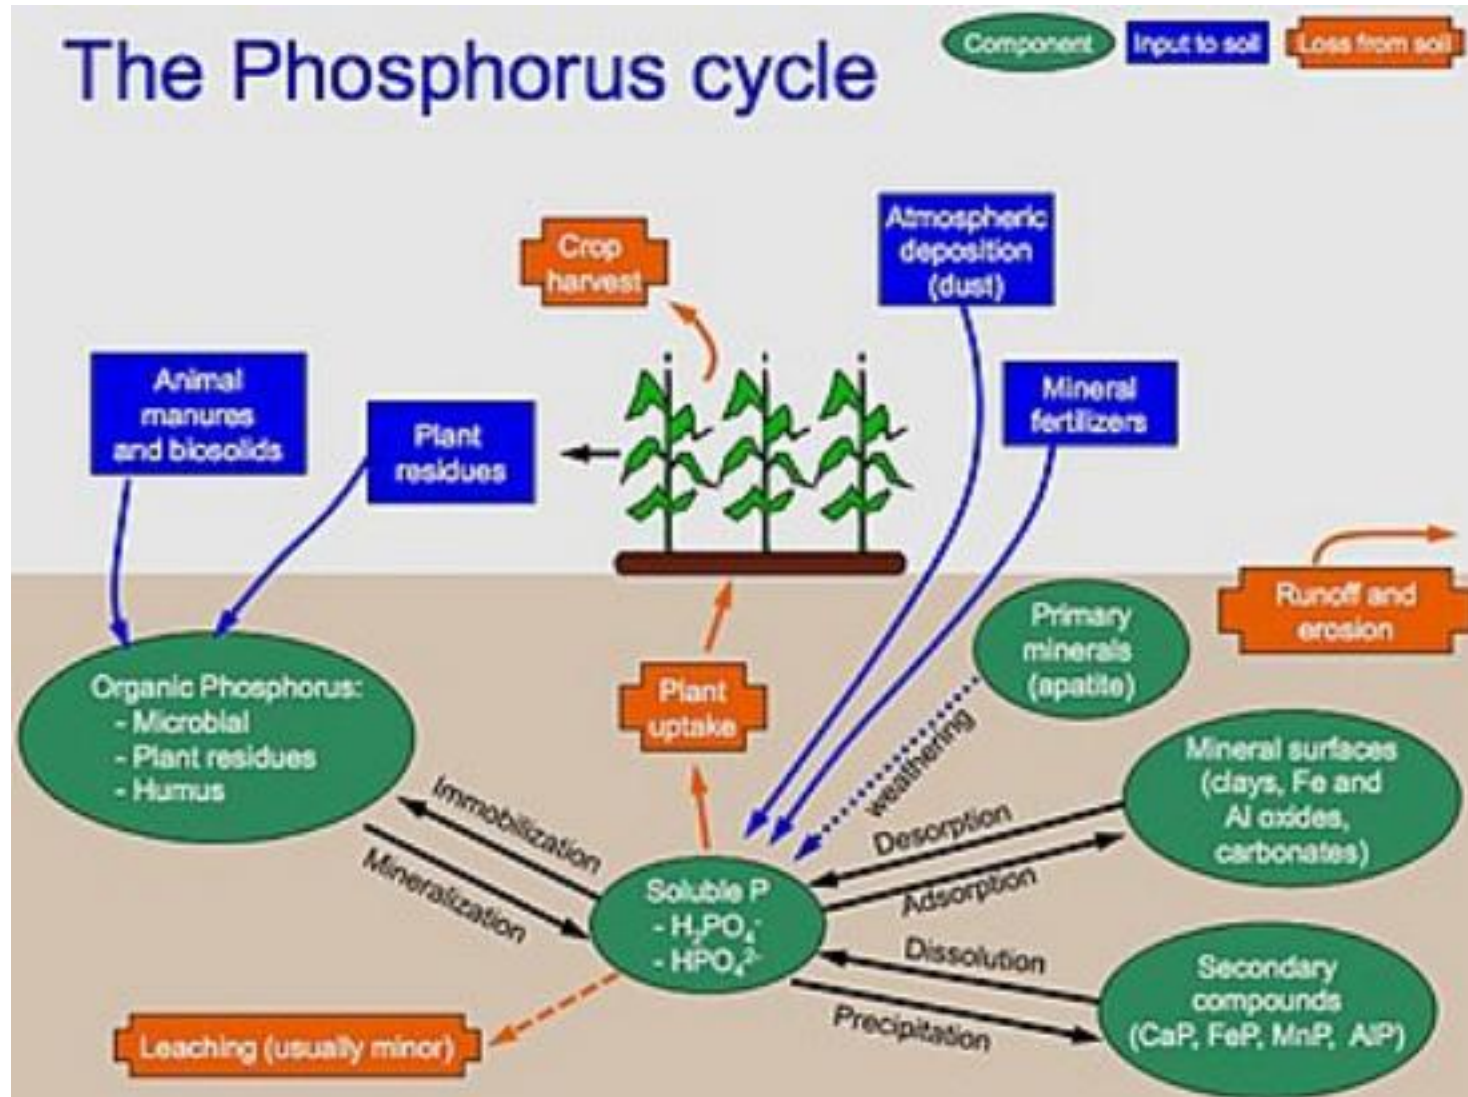 The Phosphorus cycle
Component
Input to soil
Loss from soil
Crop
harvest
Atmospheric
deposition
(dust)
Animal
manures
and biosolids
Plant
residues
Mineral
fertilizers
Runoff and
erosion
Primary
minerals
(apatite)
weathering
Organic Phosphorus:
- Microbial
- Plant residues
- Humus
Plant
uptake
Mineral surfaces
(clays, Fe and
Al oxides,
carbonates)
Immobilization
Mineralization
Desorption
Adsorption
Soluble P
- H₂PO₄⁻
- HPO₄²⁻
Dissolution
Precipitation
Secondary
compounds
(CaP, FeP, MnP, AlP)
Leaching (usually minor)